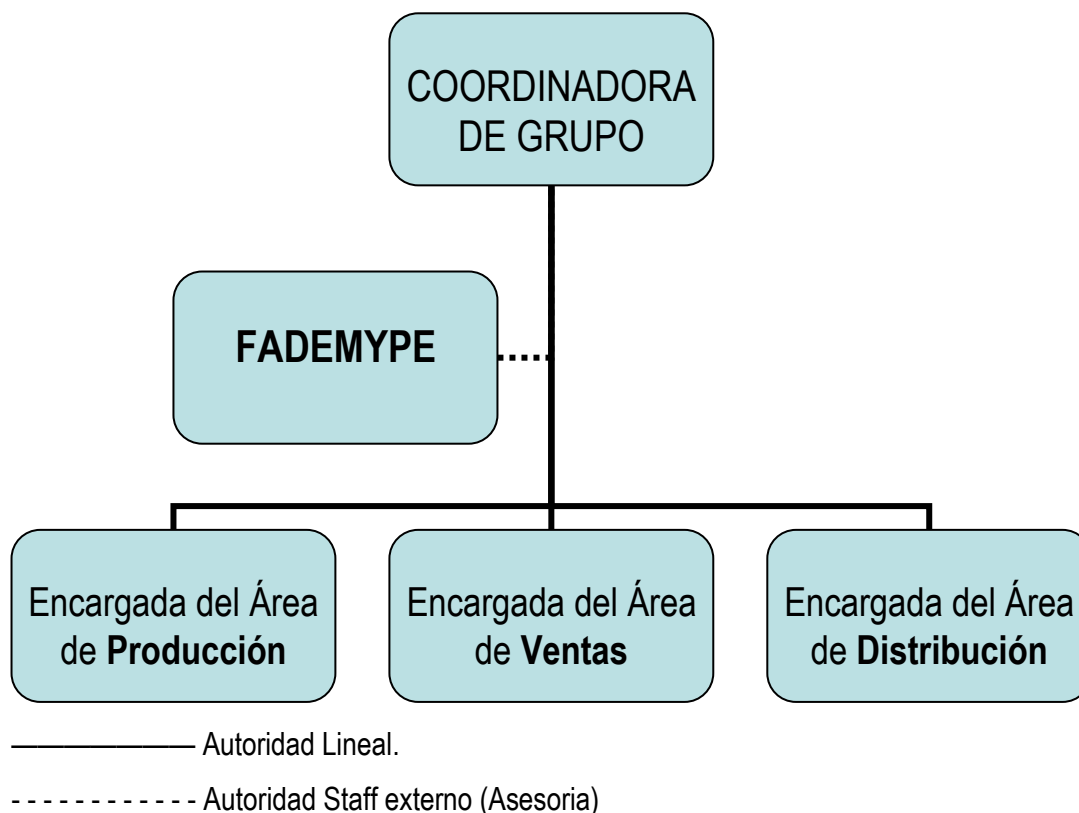 COORDINADORA
DE GRUPO
FADEMYPE
Encargada del Área
de Producción
Encargada del Área
de Ventas
Encargada del Área
de Distribución
——————— Autoridad Lineal.
- - - - - - - - - - - - Autoridad Staff externo (Asesoria)